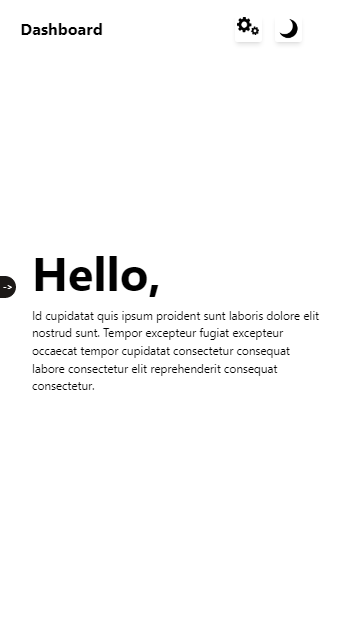 Dashboard
Hello,
->
Id cupidatat quis ipsum proident sunt laboris dolore elit
nostrud sunt. Tempor excepteur fugiat excepteur
occaecat tempor cupidatat consectetur consequat
labore consectetur elit reprehenderit consequat
consectetur.